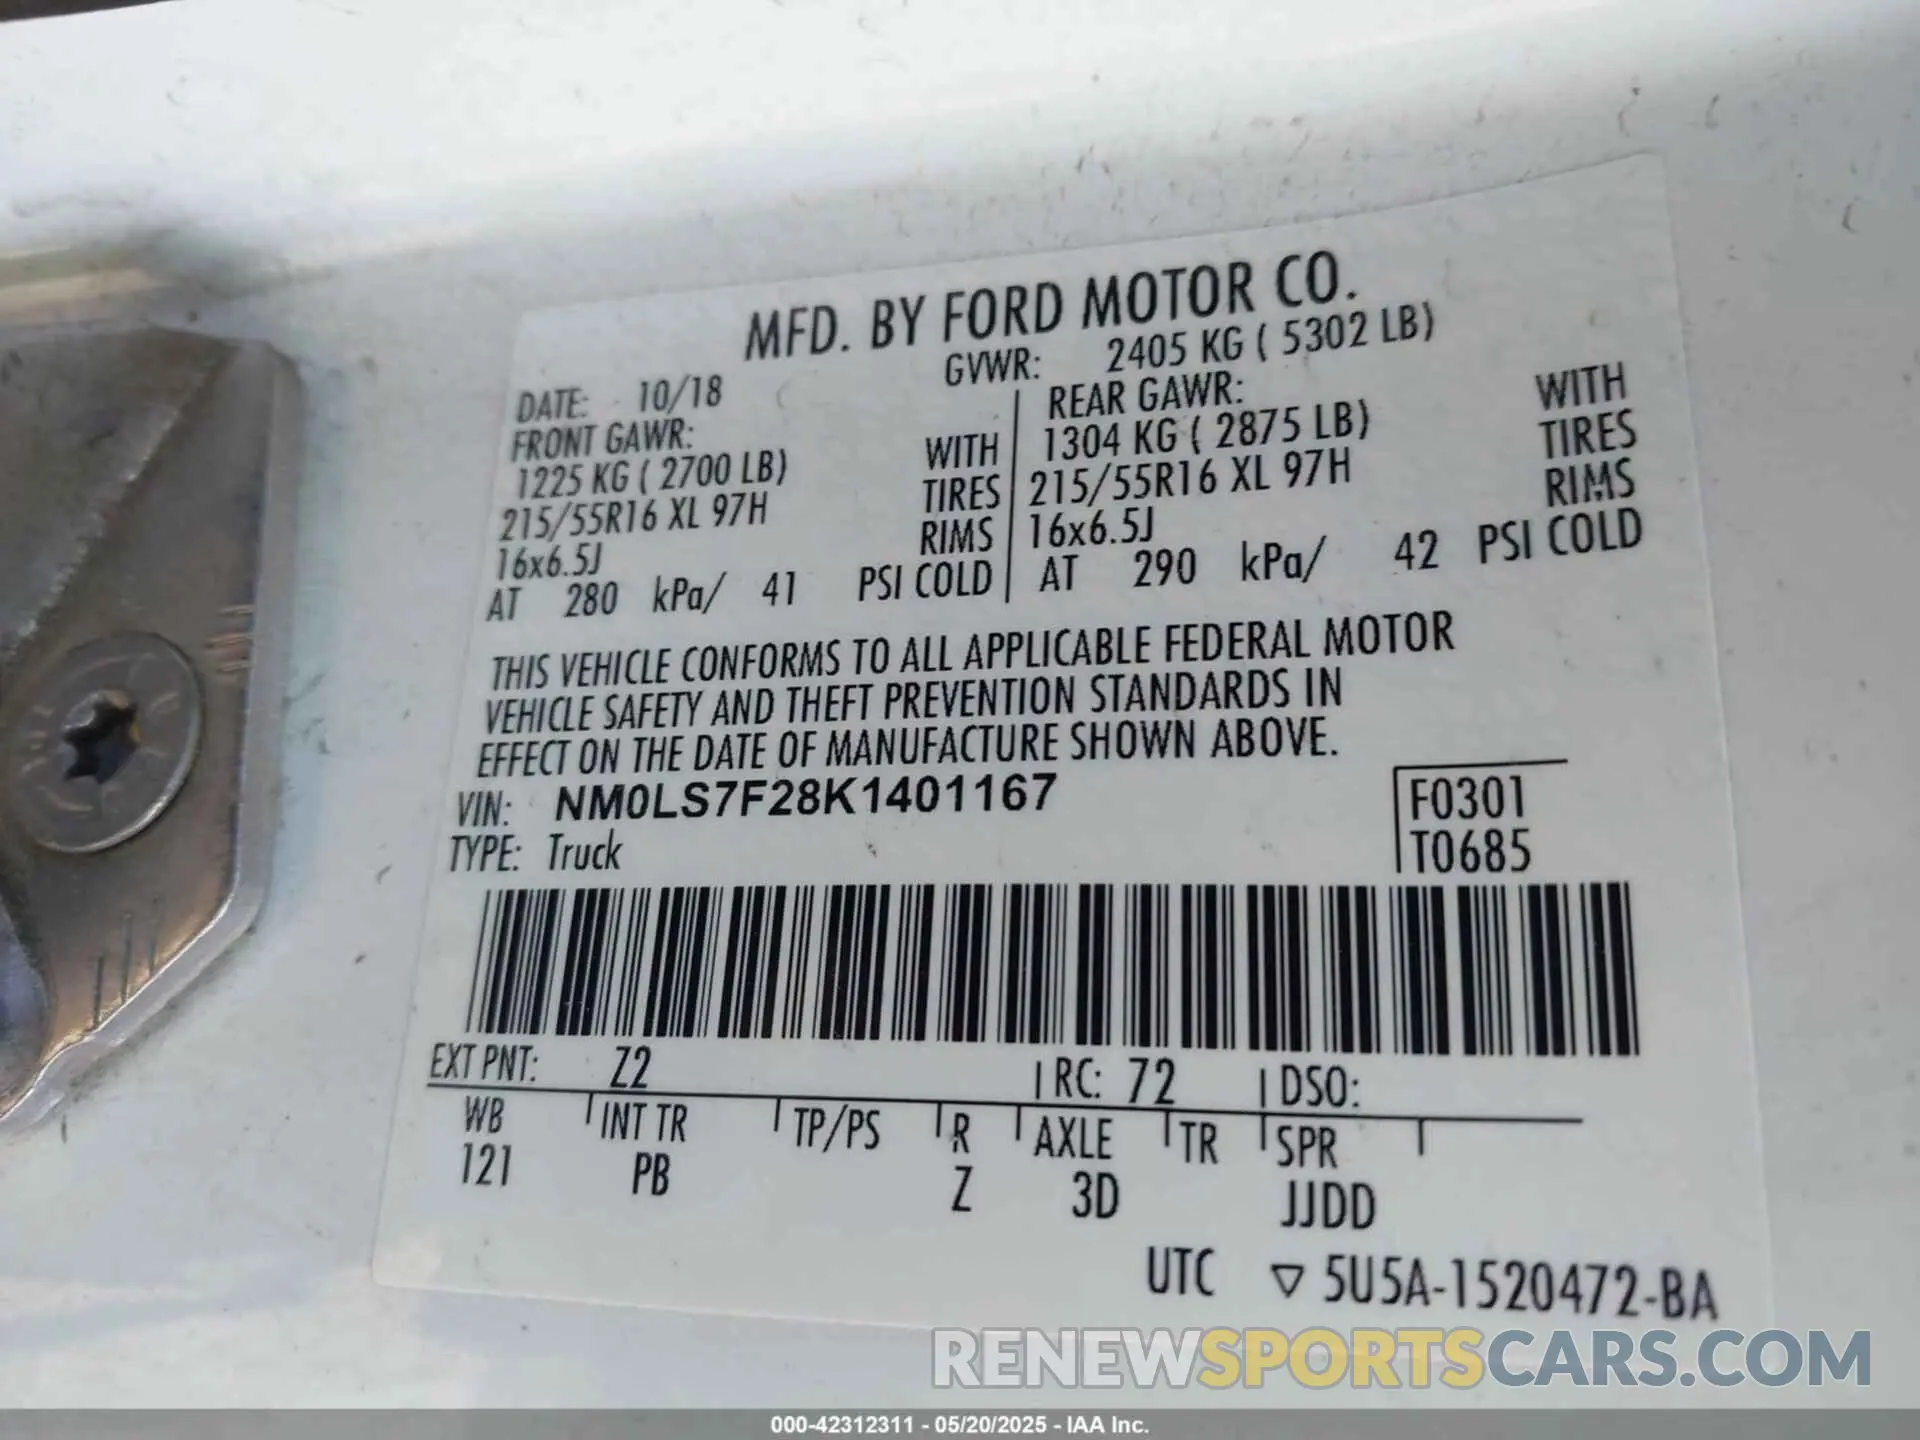 MFD. BY FORD MOTOR CO.
DATE: 10/18 GVWR: 2405 KG ( 5302 LB)
FRONT GAWR: REAR GAWR:
1225 KG ( 2700 LB) WITH 1304 KG ( 2875 LB) WITH
215/55R16 XL 97H TIRES 215/55R16 XL 97H TIRES
16x6.5J RIMS 16x6.5J RIMS
AT 280 kPa/ 41 PSI COLD AT 290 kPa/ 42 PSI COLD
THIS VEHICLE CONFORMS TO ALL APPLICABLE FEDERAL MOTOR
VEHICLE SAFETY AND THEFT PREVENTION STANDARDS IN
EFFECT ON THE DATE OF MANUFACTURE SHOWN ABOVE.
VIN: NM0LS7F28K1401167 F0301
TYPE: Truck T0685
EXT PNT: Z2 RC: 72 DSO:
WB INT TR TP/PS R AXLE TR SPR
121 PB Z 3D JJDD
UTC ▽ 5U5A-1520472-BA
RENEWSPORTSCARS.COM
000-42312311 - 05/20/2025 - IAA Inc.